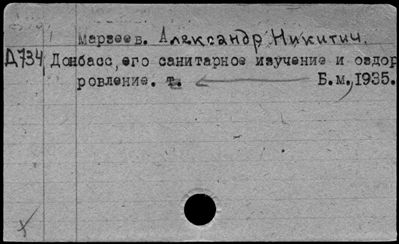 Марзеев. Александр Никитич.
Д734 Донбасс, его санитарное изучение и оздор
ровление. т. Б.м., 1935.